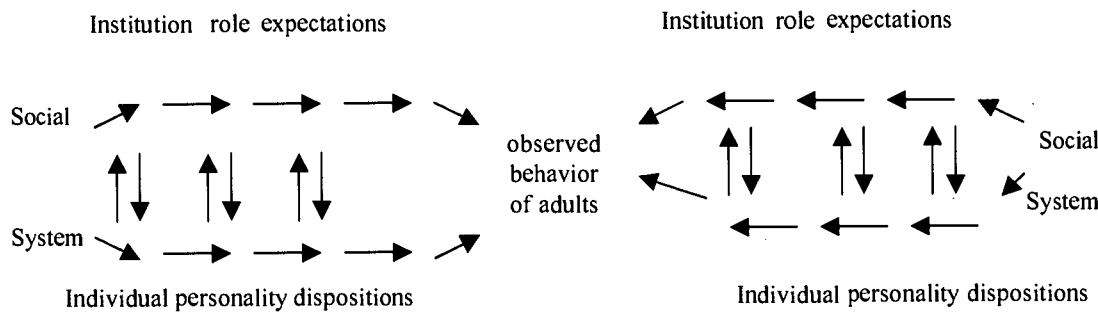 Institution role expectations
Institution role expectations
Social
Social
observed
behavior
of adults
System
System
Individual personality dispositions
Individual personality dispositions